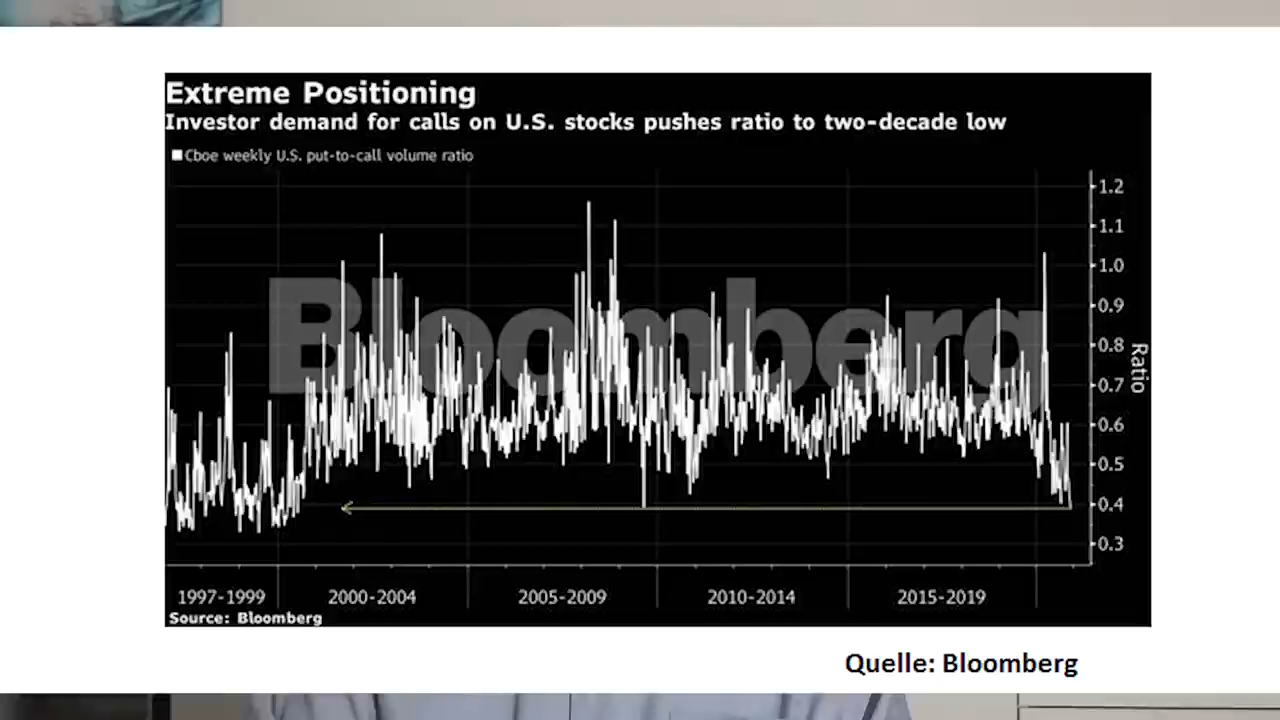 Extreme Positioning
Investor demand for calls on U.S. stocks pushes ratio to two-decade low
Cboe weekly U.S. put-to-call volume ratio
Bloomberg
1.2
1.1
1.0
0.9
0.8
0.7
0.6
0.5
0.4
0.3
Ratio
1997-1999 2000-2004 2005-2009 2010-2014 2015-2019
Source: Bloomberg
Quelle: Bloomberg